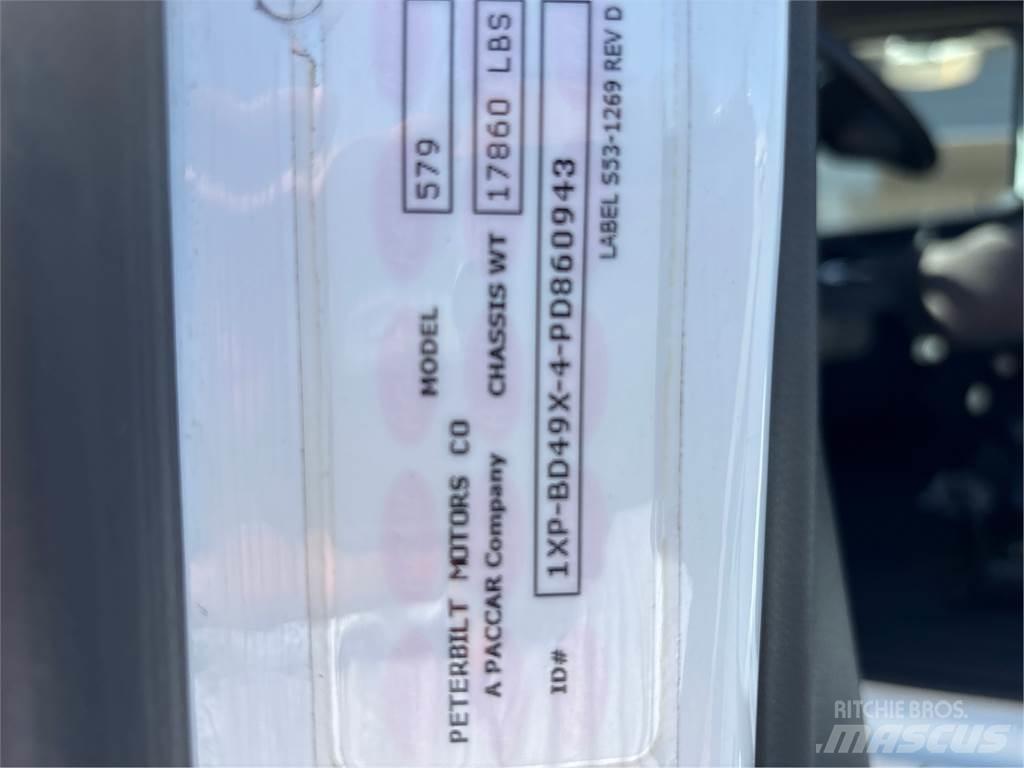 PETERBILT MOTORS CO MODEL 579
A PACCAR Company CHASSIS WT 17860 LBS
ID# 1XP-BD49X-4-PD860943
LABEL S53-1269 REV D
RITCHIE BROS.
MASCUS